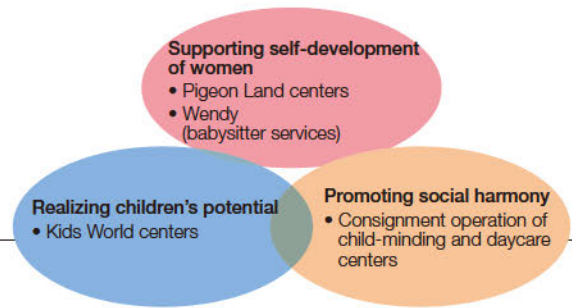 Supporting self-development
of women
• Pigeon Land centers
• Wendy
(babysitter services)
Realizing children's potential
• Kids World centers
Promoting social harmony
• Consignment operation of
child-minding and daycare
centers